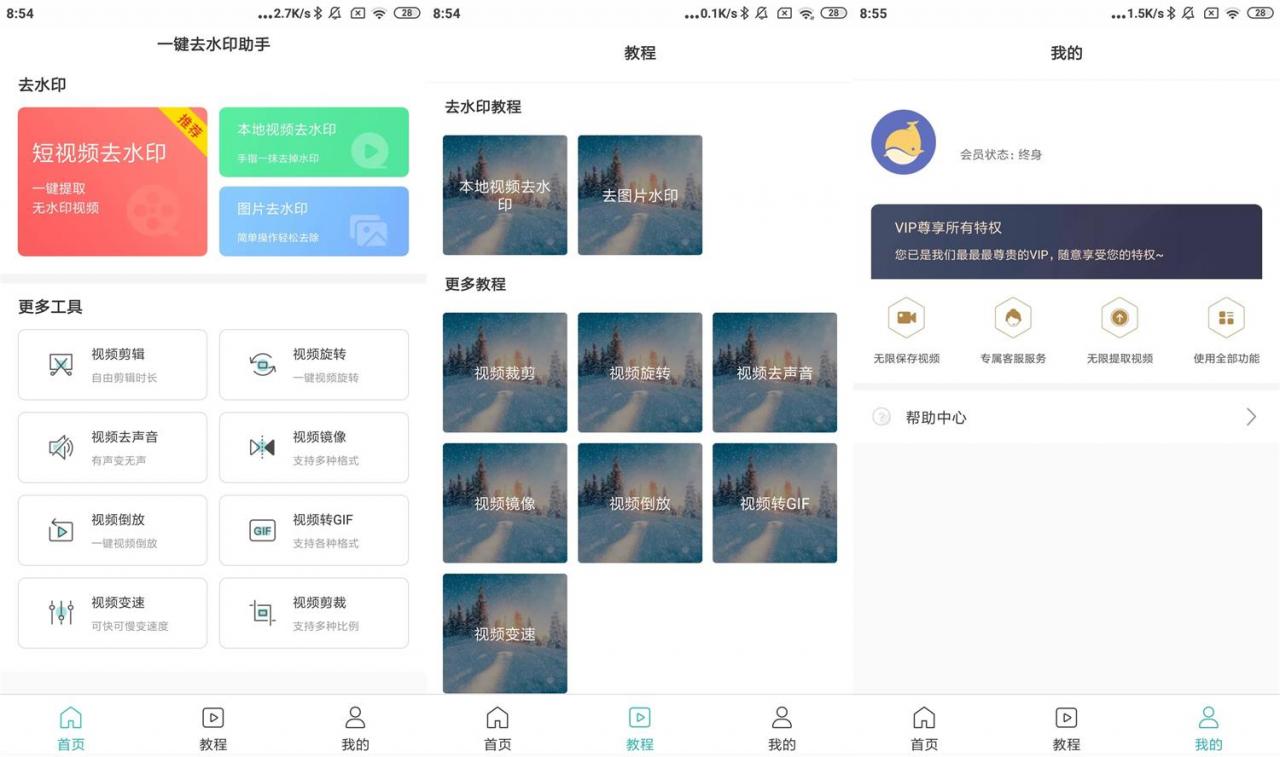 8:54
...2.7K/s
28
一键去水印助手
去水印
推荐
短视频去水印
一键提取
无水印视频
本地视频去水印
手指一抹去掉水印
图片去水印
简单操作轻松去除
更多工具
视频剪辑
自由剪辑时长
视频旋转
一键视频旋转
视频去声音
有声变无声
视频镜像
支持多种格式
视频倒放
一键视频倒放
GIF
视频转GIF
支持各种格式
视频变速
可快可慢变速度
视频剪裁
支持多种比例
首页
教程
我的
8:54
...0.1K/s
28
教程
去水印教程
本地视频去水
印
去图片水印
更多教程
视频裁剪
视频旋转
视频去声音
视频镜像
视频倒放
视频转GIF
视频变速
首页
教程
我的
8:55
...1.5K/s
28
我的
会员状态：终身
VIP尊享所有特权
您已是我们最最最尊贵的VIP，随意享受您的特权~
无限保存视频
专属客服服务
无限提取视频
使用全部功能
?
帮助中心
首页
教程
我的